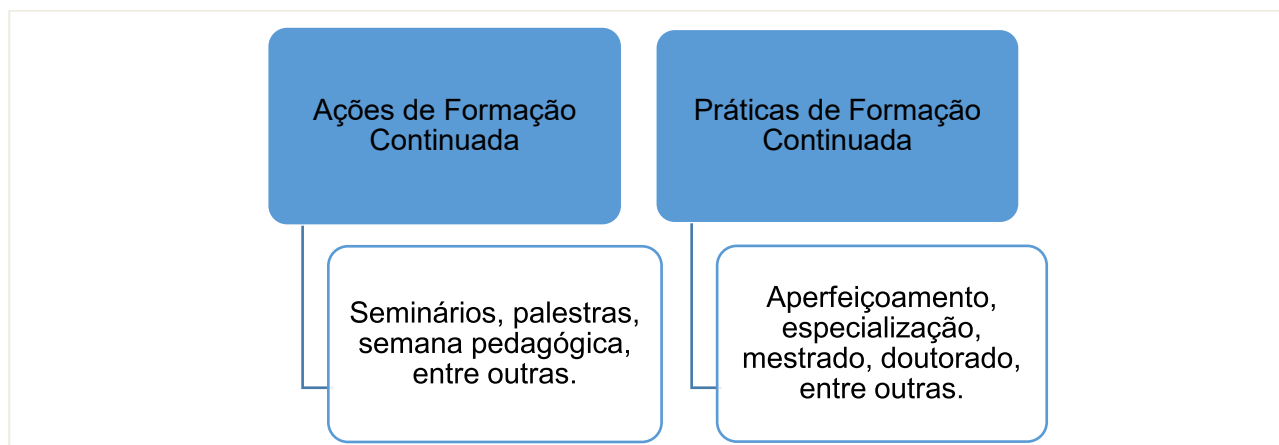 Ações de Formação
Continuada
Práticas de Formação
Continuada
Seminários, palestras,
semana pedagógica,
entre outras.
Aperfeiçoamento,
especialização,
mestrado, doutorado,
entre outras.